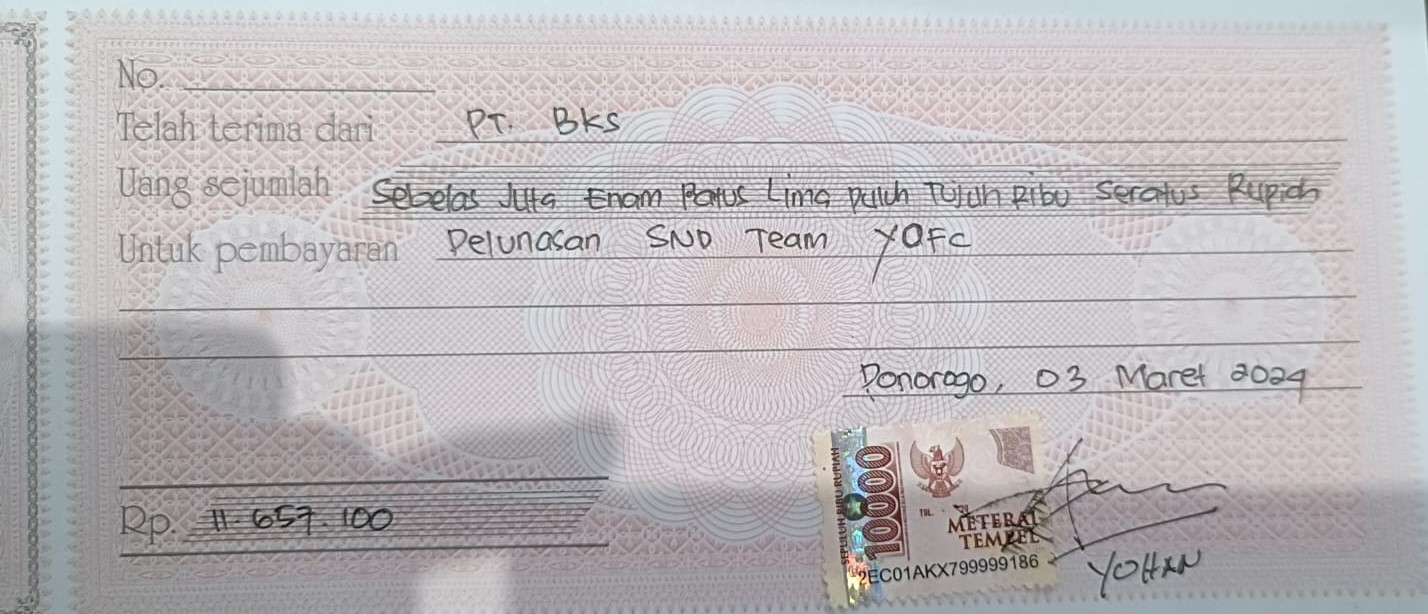 No.
Telah terima dari PT. Bks
Uang sejumlah Sebelas Juta Enam Ratus Lima Puluh Tujuh Ribu Seratus Rupiah
Untuk pembayaran Pelunasan SND Team YOFC
Ponorogo, 03 Maret 2024
Rp. 11.657.100
SEPULUH RIBU RUPIAH
10000
TGL.
METERAI
TEMPEL
2EC01AKX799999186
YOHAN